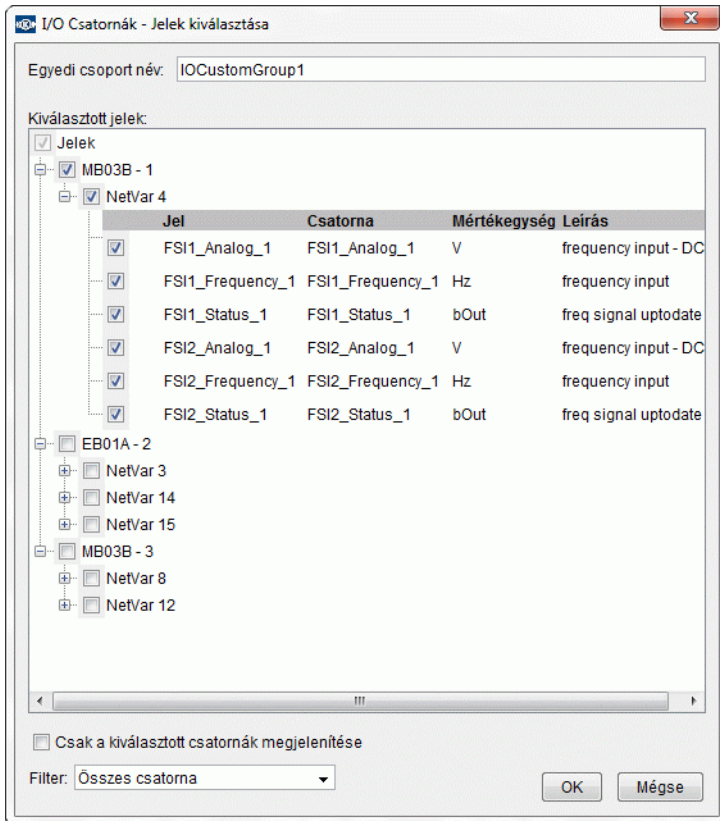 I/O Csatornák - Jelek kiválasztása
Egyedi csoport név: IOCustomGroup1
Kiválasztott jelek:
Jelek
MB03B - 1
NetVar 4
Jel Csatorna Mértékegység Leírás
FSI1_Analog_1 FSI1_Analog_1 V frequency input - DC
FSI1_Frequency_1 FSI1_Frequency_1 Hz frequency input
FSI1_Status_1 FSI1_Status_1 bOut freq signal uptodate
FSI2_Analog_1 FSI2_Analog_1 V frequency input - DC
FSI2_Frequency_1 FSI2_Frequency_1 Hz frequency input
FSI2_Status_1 FSI2_Status_1 bOut freq signal uptodate
EB01A - 2
NetVar 3
NetVar 14
NetVar 15
MB03B - 3
NetVar 8
NetVar 12
Csak a kiválasztott csatornák megjelenítése
Filter: Összes csatorna OK Mégse